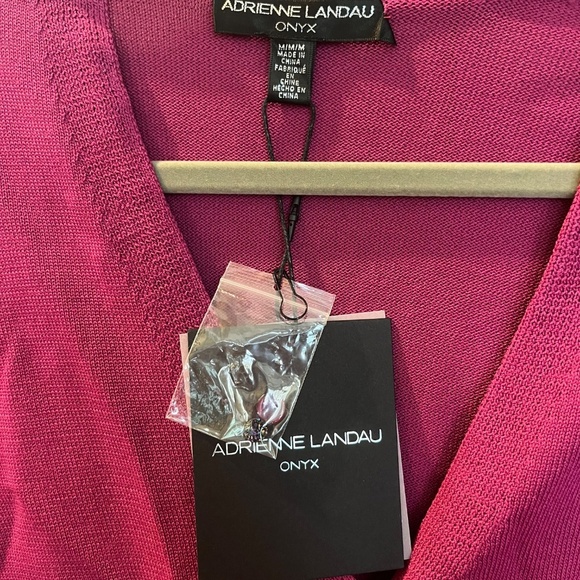 ADRIENNE LANDAU
ONYX
M/M/M
MADE IN
CHINA
FABRIQUÉ
EN
CHINE
HECHO EN
CHINA
ADRIENNE LANDAU
ONYX